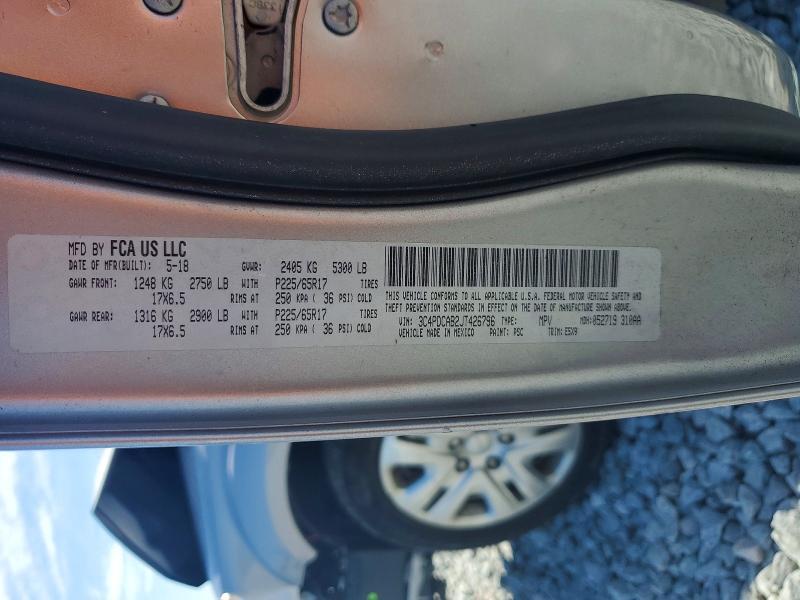 MFD BY FCA US LLC
DATE OF MFR(BUILT): 5-18 GVWR: 2405 KG 5300 LB
GAWR FRONT: 1248 KG 2750 LB WITH P225/65R17 TIRES
17X6.5 RIMS AT 250 KPA ( 36 PSI) COLD
GAWR REAR: 1316 KG 2900 LB WITH P225/65R17 TIRES
17X6.5 RIMS AT 250 KPA ( 36 PSI) COLD
THIS VEHICLE CONFORMS TO ALL APPLICABLE U.S.A. FEDERAL MOTOR VEHICLE SAFETY AND
THEFT PREVENTION STANDARDS IN EFFECT ON THE DATE OF MANUFACTURE SHOWN ABOVE.
VIN: 3C4PDCAB2JT426796 TYPE: MPV MDH: 052719 310AA
VEHICLE MADE IN MEXICO PAINT: PSC TRIM: E5X9